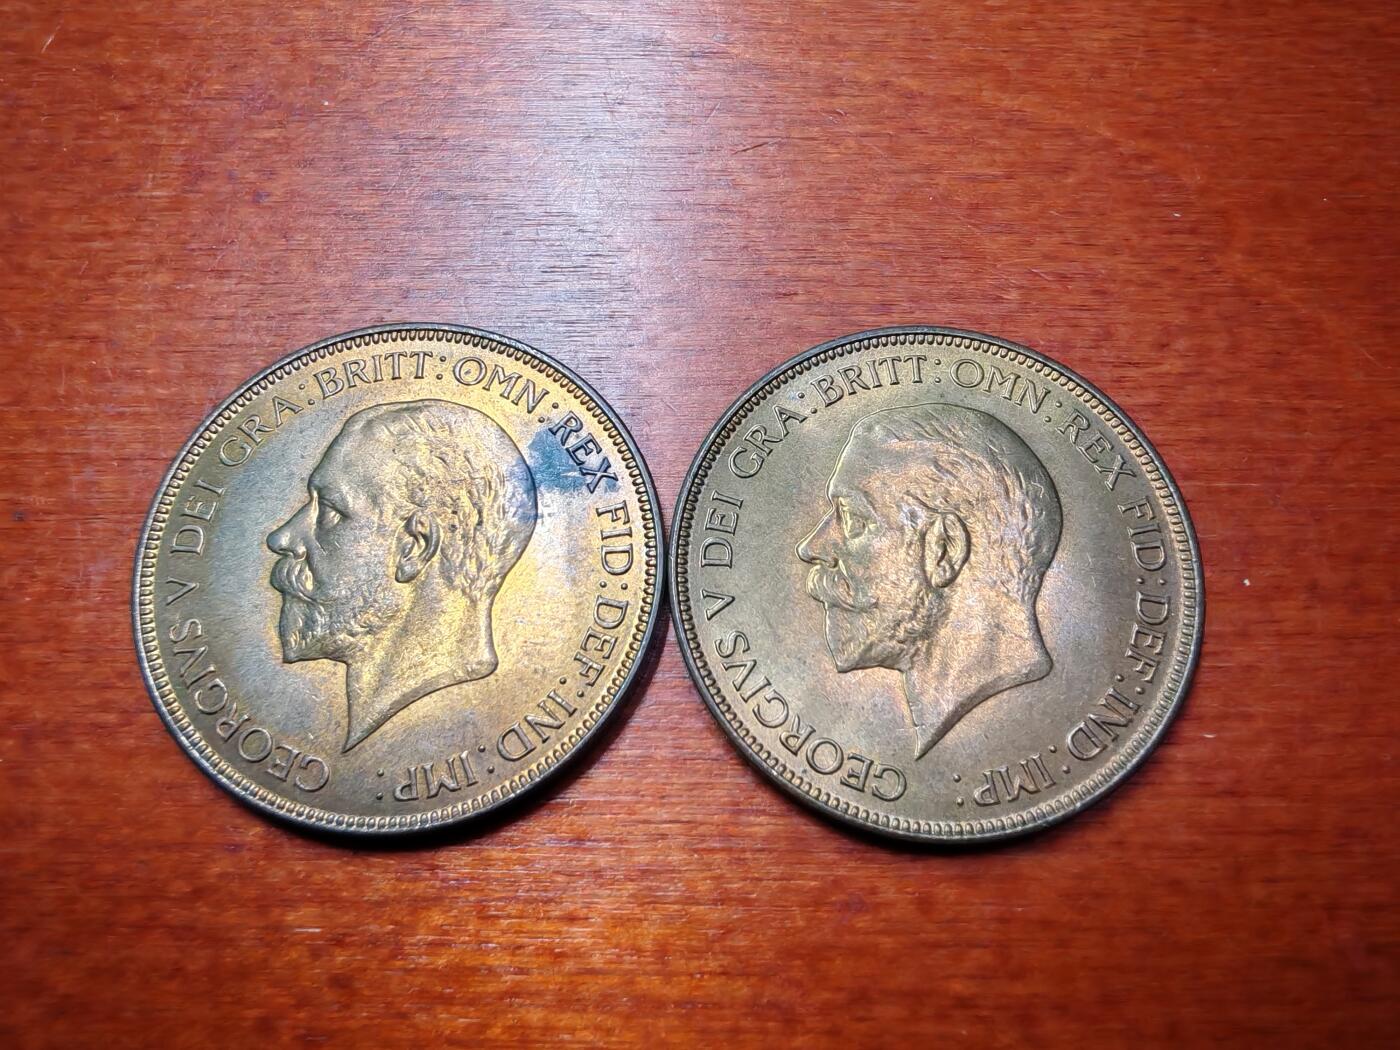 GEORGIVS V DEI GRA: BRITT: OMN: REX FID: DEF: IND: IMP:
GEORGIVS V DEI GRA: BRITT: OMN: REX FID: DEF: IND: IMP: